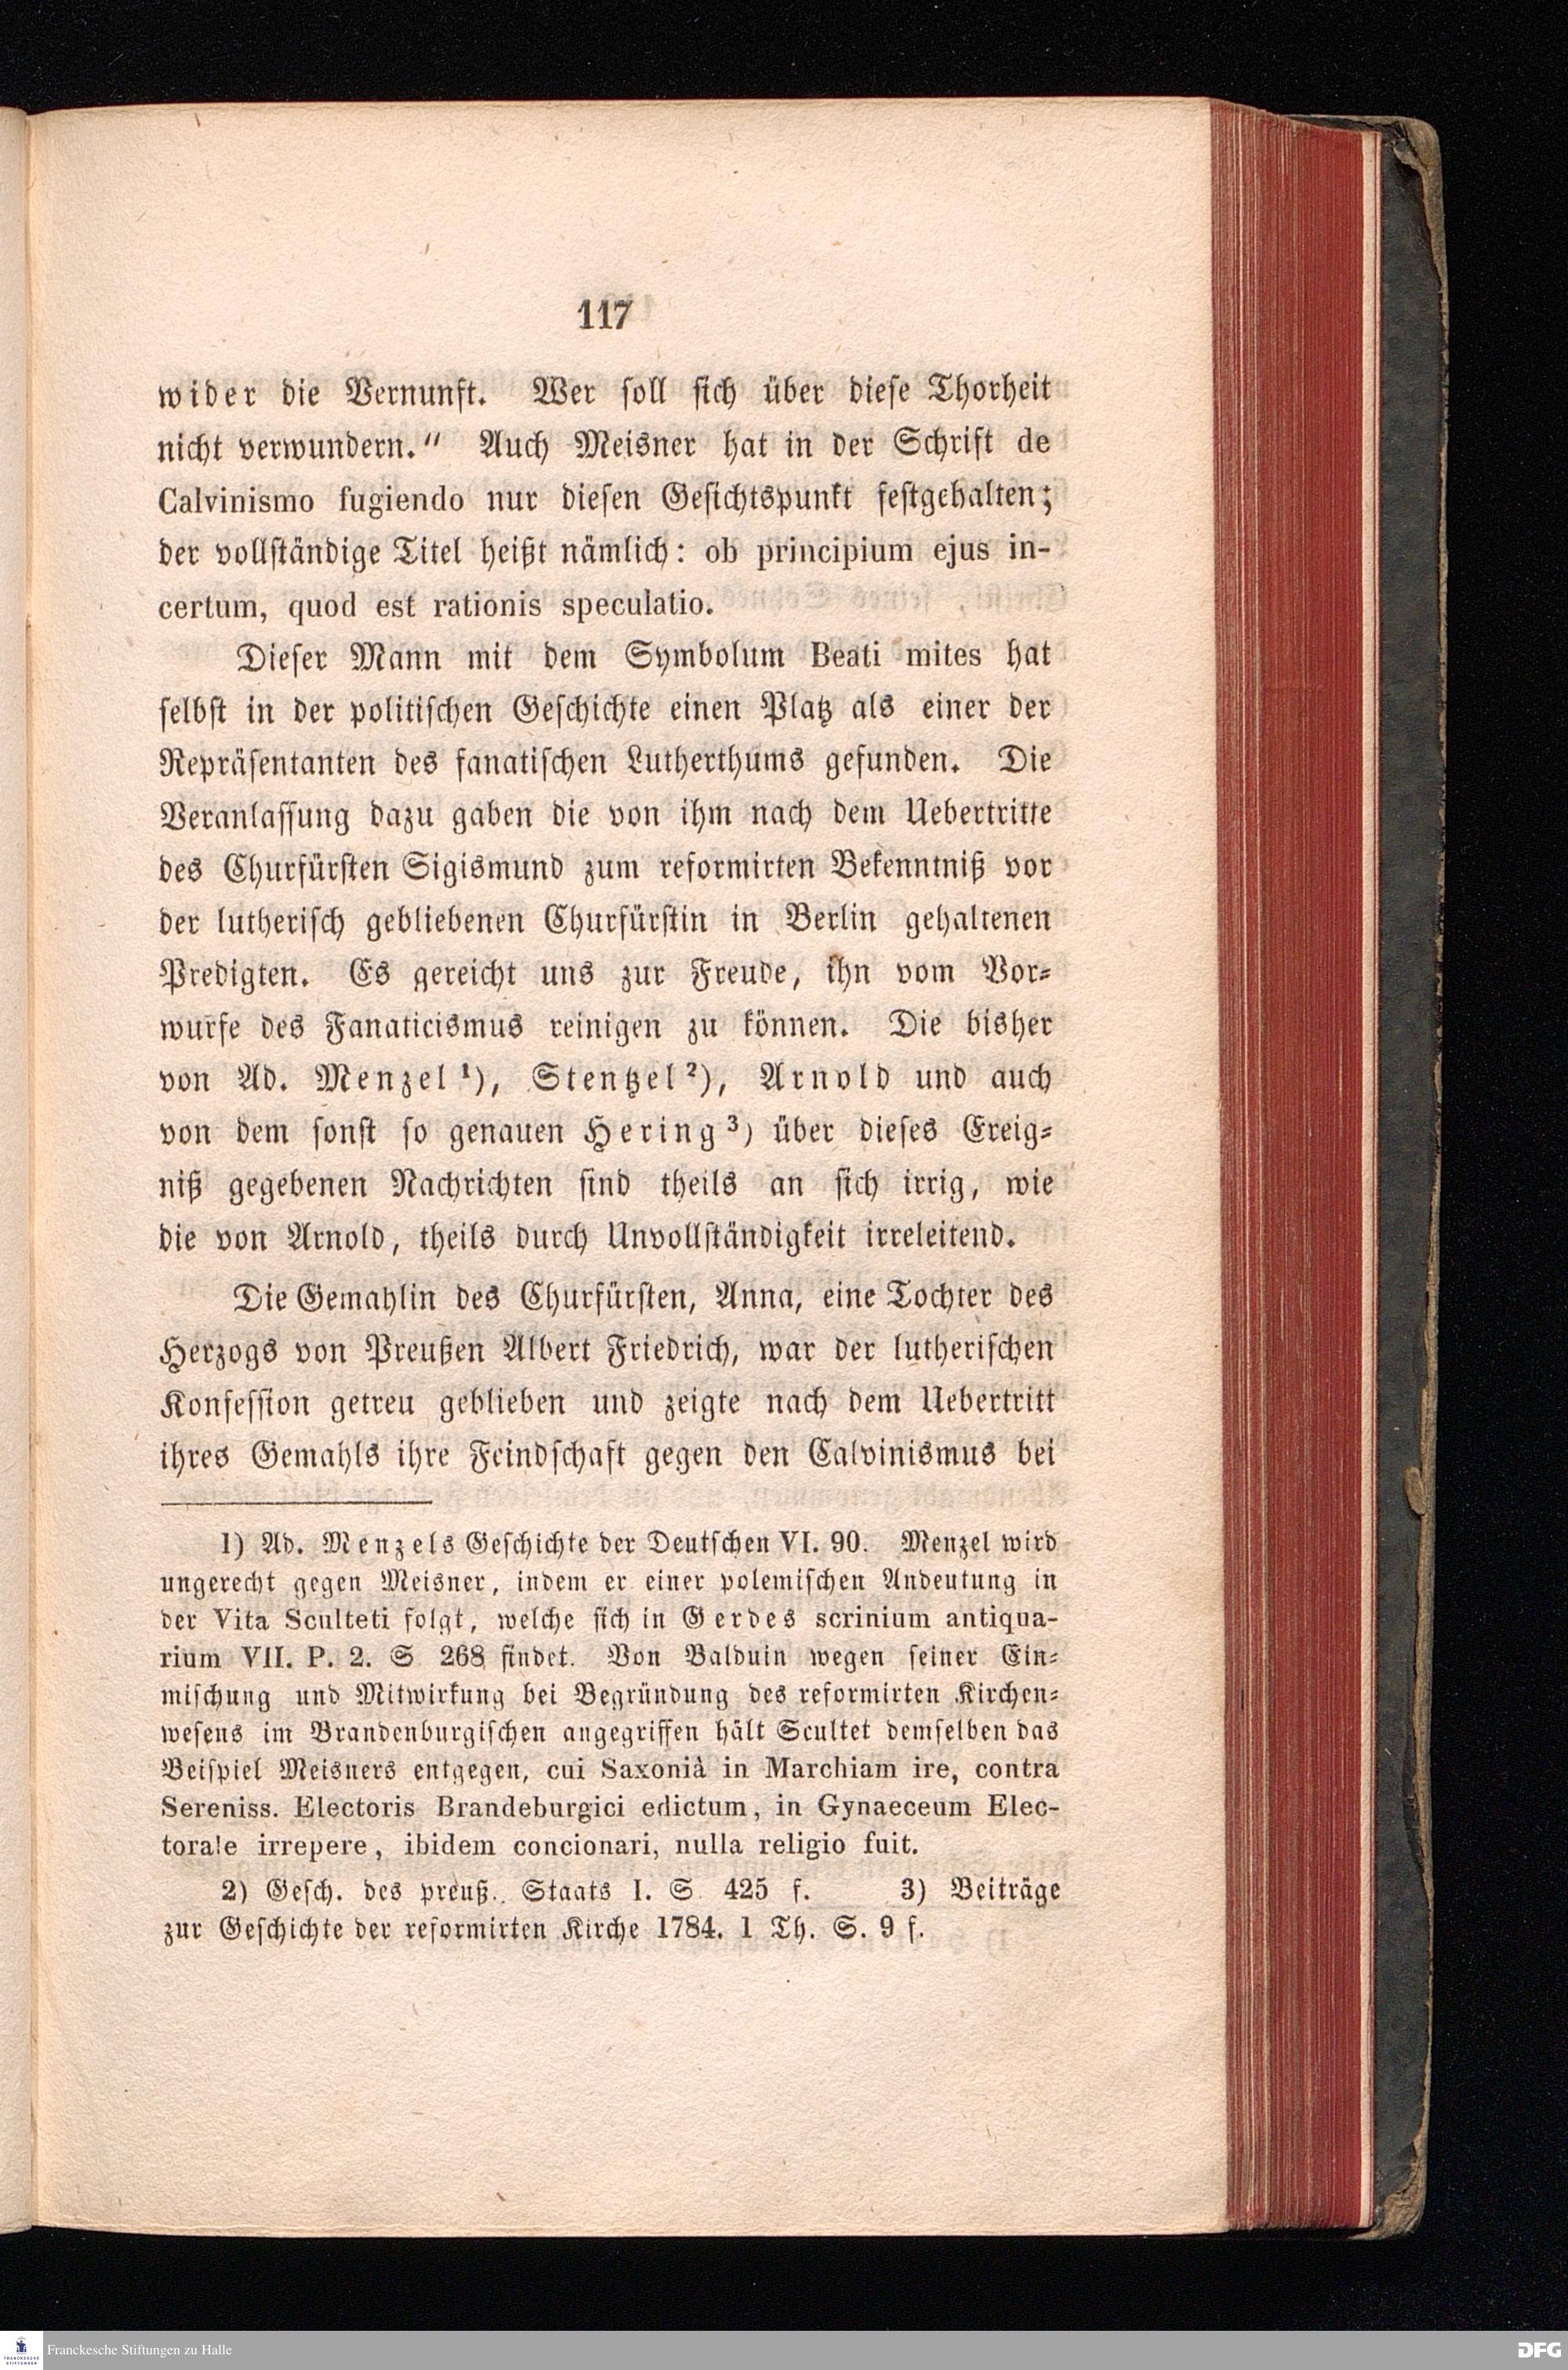 117
wider die Vernunft. Wer soll sich über diese Thorheit
nicht verwundern.“ Auch Meisner hat in der Schrift de
Calvinismo fugiendo nur diesen Gesichtspunkt festgehalten;
der vollständige Titel heißt nämlich: ob principium ejus in-
certum, quod est rationis speculatio.
Dieser Mann mit dem Symbolum Beati mites hat
selbst in der politischen Geschichte einen Platz als einer der
Repräsentanten des fanatischen Lutherthums gefunden. Die
Veranlassung dazu gaben die von ihm nach dem Uebertritte
des Churfürsten Sigismund zum reformirten Bekenntniß vor
der lutherisch gebliebenen Churfürstin in Berlin gehaltenen
Predigten. Es gereicht uns zur Freude, ihn vom Vor-
wurfe des Fanaticismus reinigen zu können. Die bisher
von Ad. Menzel ¹), Stentzel ²), Arnold und auch
von dem sonst so genauen Hering ³) über dieses Ereig-
niß gegebenen Nachrichten sind theils an sich irrig, wie
die von Arnold, theils durch Unvollständigkeit irreleitend.
Die Gemahlin des Churfürsten, Anna, eine Tochter des
Herzogs von Preußen Albert Friedrich, war der lutherischen
Konfession getreu geblieben und zeigte nach dem Uebertritt
ihres Gemahls ihre Feindschaft gegen den Calvinismus bei
1) Ad. Menzels Geschichte der Deutschen VI. 90. Menzel wird
ungerecht gegen Meisner, indem er einer polemischen Andeutung in
der Vita Sculteti folgt, welche sich in Gerdes scrinium antiqua-
rium VII. P. 2. S 268 findet. Von Balduin wegen seiner Ein-
mischung und Mitwirkung bei Begründung des reformirten Kirchen-
wesens im Brandenburgischen angegriffen hält Scultet demselben das
Beispiel Meisners entgegen, cui Saxoniâ in Marchiam ire, contra
Sereniss. Electoris Brandeburgici edictum, in Gynaeceum Elec-
torale irrepere, ibidem concionari, nulla religio fuit.
2) Gesch. des preuß. Staats I. S 425 f. 3) Beiträge
zur Geschichte der reformirten Kirche 1784. 1 Th. S. 9 f.
FRANCKESCHE STIFTUNGEN
Franckesche Stiftungen zu Halle
DFG